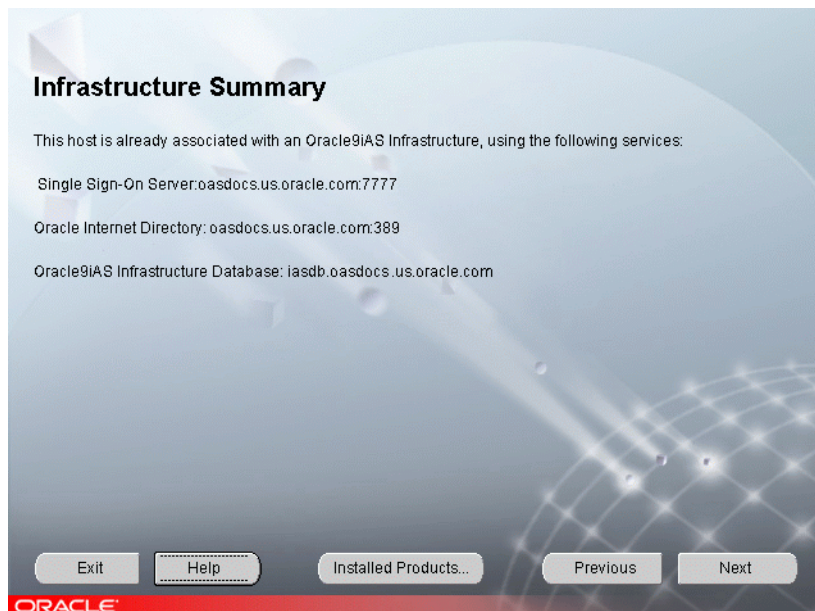 Infrastructure Summary
This host is already associated with an Oracle9iAS Infrastructure, using the following services:
Single Sign-On Server:oasdocs.us.oracle.com:7777
Oracle Internet Directory: oasdocs.us.oracle.com:389
Oracle9iAS Infrastructure Database: iasdb.oasdocs.us.oracle.com
Exit Help Installed Products... Previous Next
ORACLE